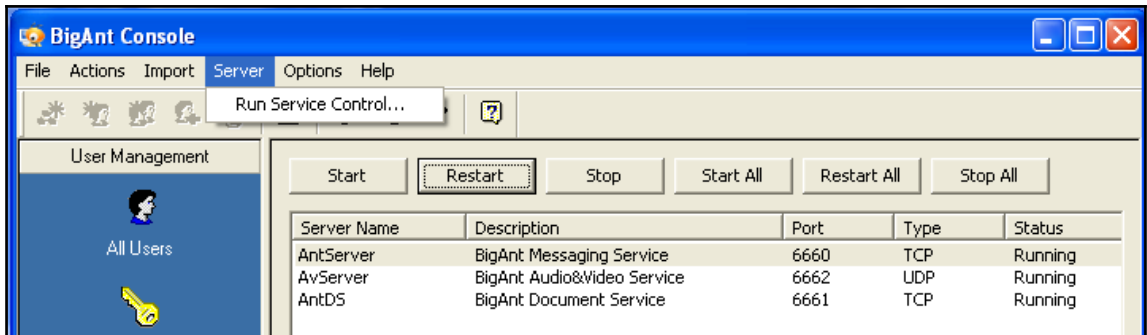 BigAnt Console
File Actions Import Server Options Help
Run Service Control...
User Management
Start Restart Stop Start All Restart All Stop All
Server Name Description Port Type Status
All Users
AntServer BigAnt Messaging Service 6660 TCP Running
AvServer BigAnt Audio&Video Service 6662 UDP Running
AntDS BigAnt Document Service 6661 TCP Running